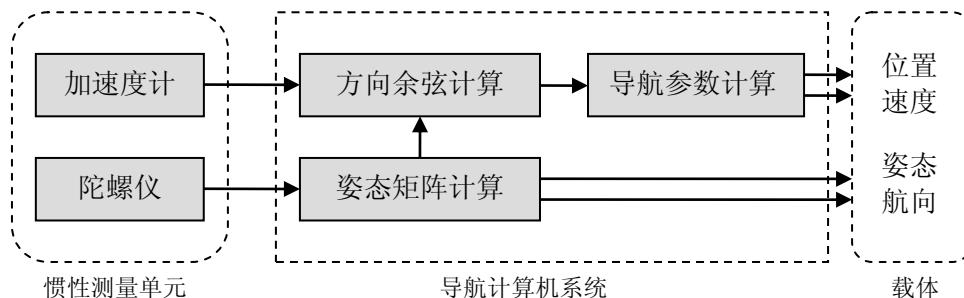 加速度计
方向余弦计算
导航参数计算
位置
速度
陀螺仪
姿态矩阵计算
姿态
航向
惯性测量单元
导航计算机系统
载体